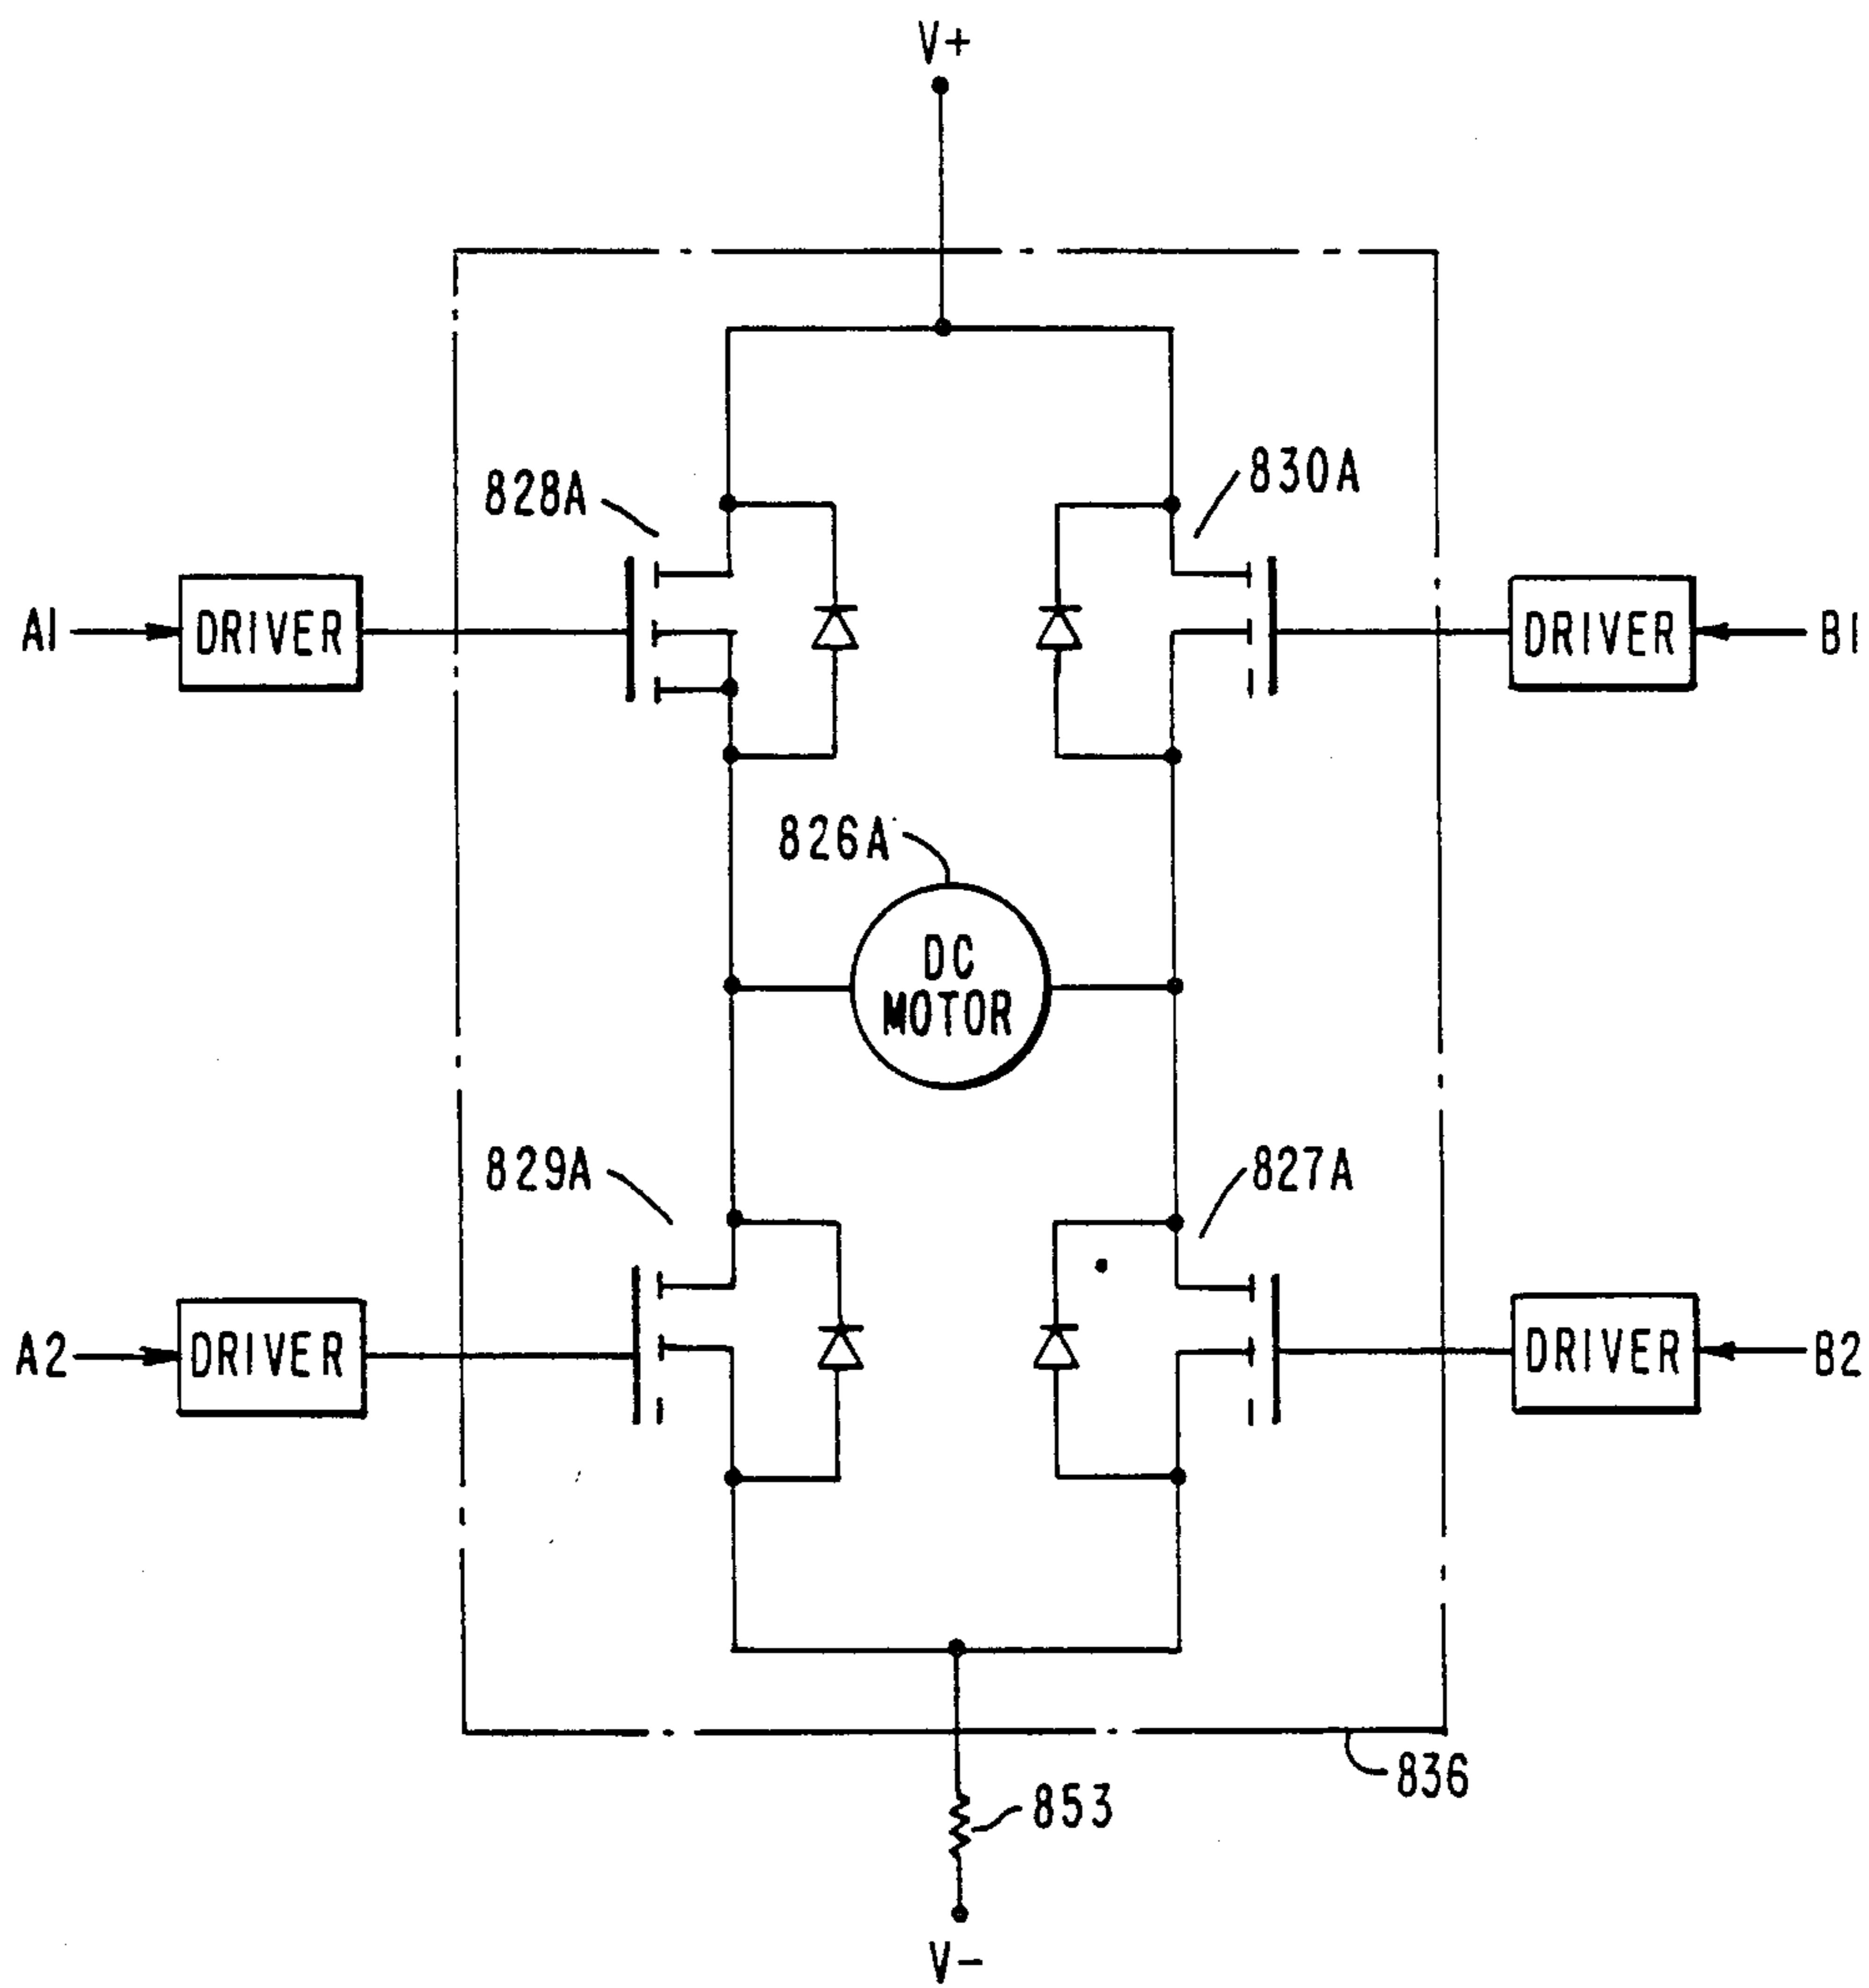 V+
828A
830A
A1
DRIVER
DRIVER
B1
826A
DC
MOTOR
829A
827A
A2
DRIVER
DRIVER
B2
836
853
V-